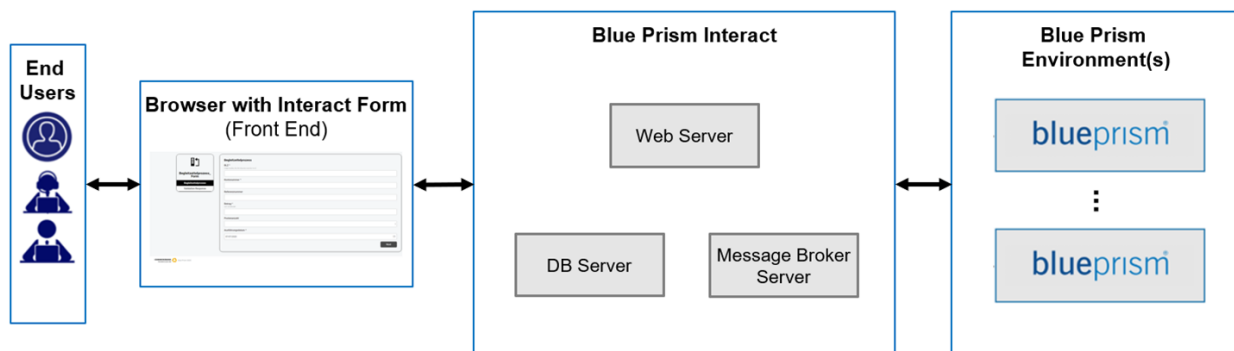 End
Users
Browser with Interact Form
(Front End)
Blue Prism Interact
Web Server
DB Server
Message Broker
Server
Blue Prism
Environment(s)
blueprism®
⋮
blueprism®